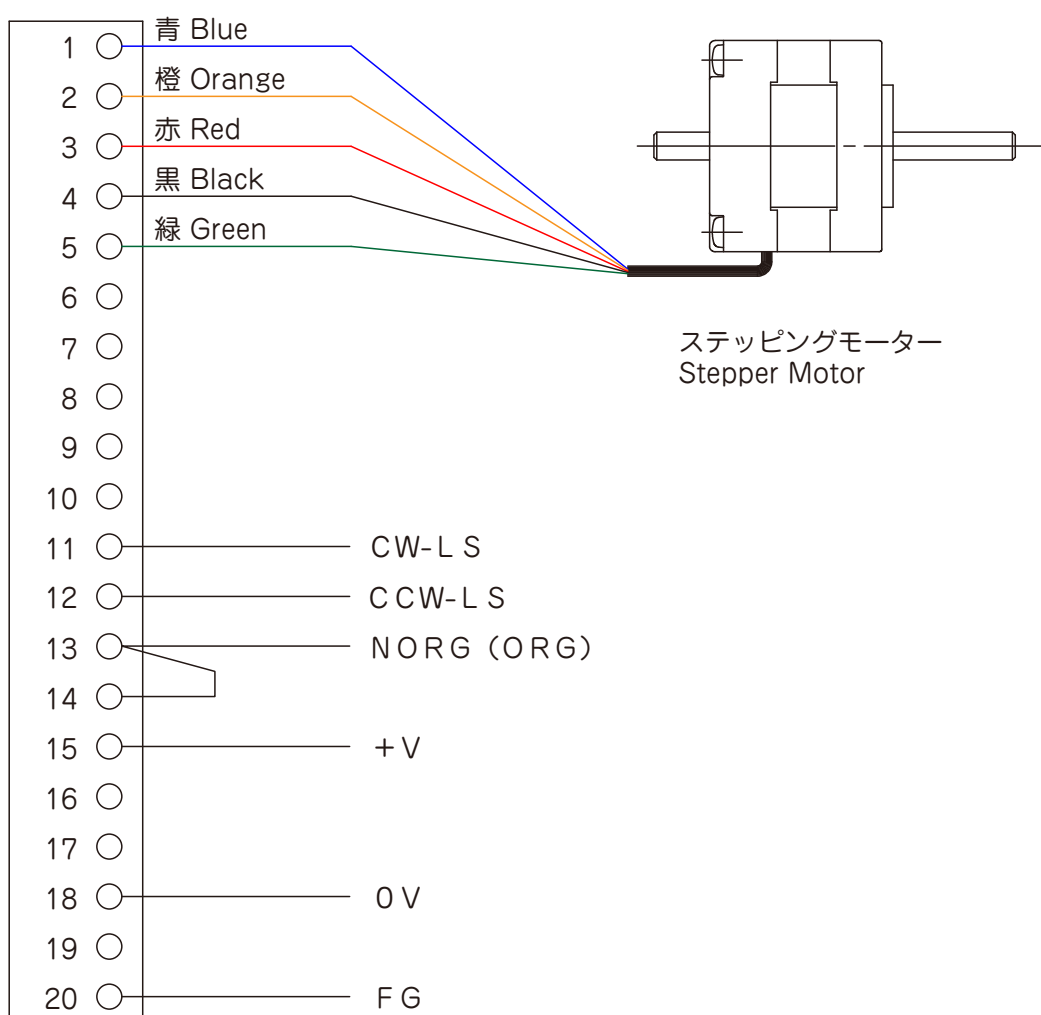 1 青 Blue
2 橙 Orange
3 赤 Red
4 黒 Black
5 緑 Green
6
7
ステッピングモーター
Stepper Motor
8
9
10
11 CW-LS
12 CCW-LS
13 NORG (ORG)
14
15 +V
16
17
18 0V
19
20 FG